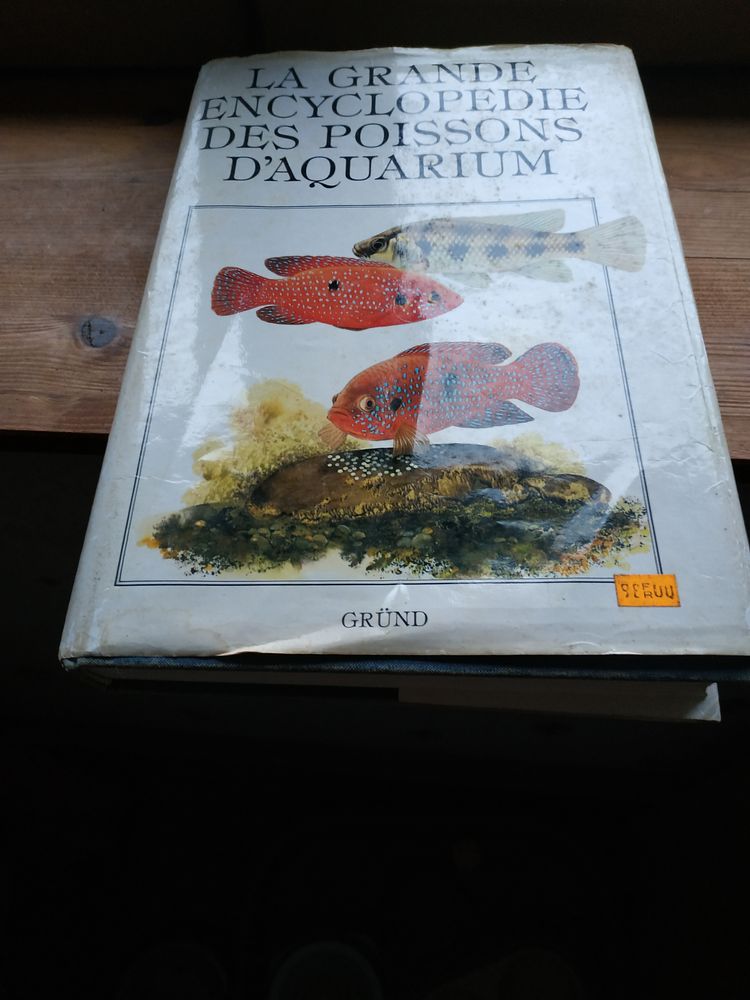 LA GRANDE
ENCYCLOPEDIE
DES POISSONS
D'AQUARIUM
GRÜND